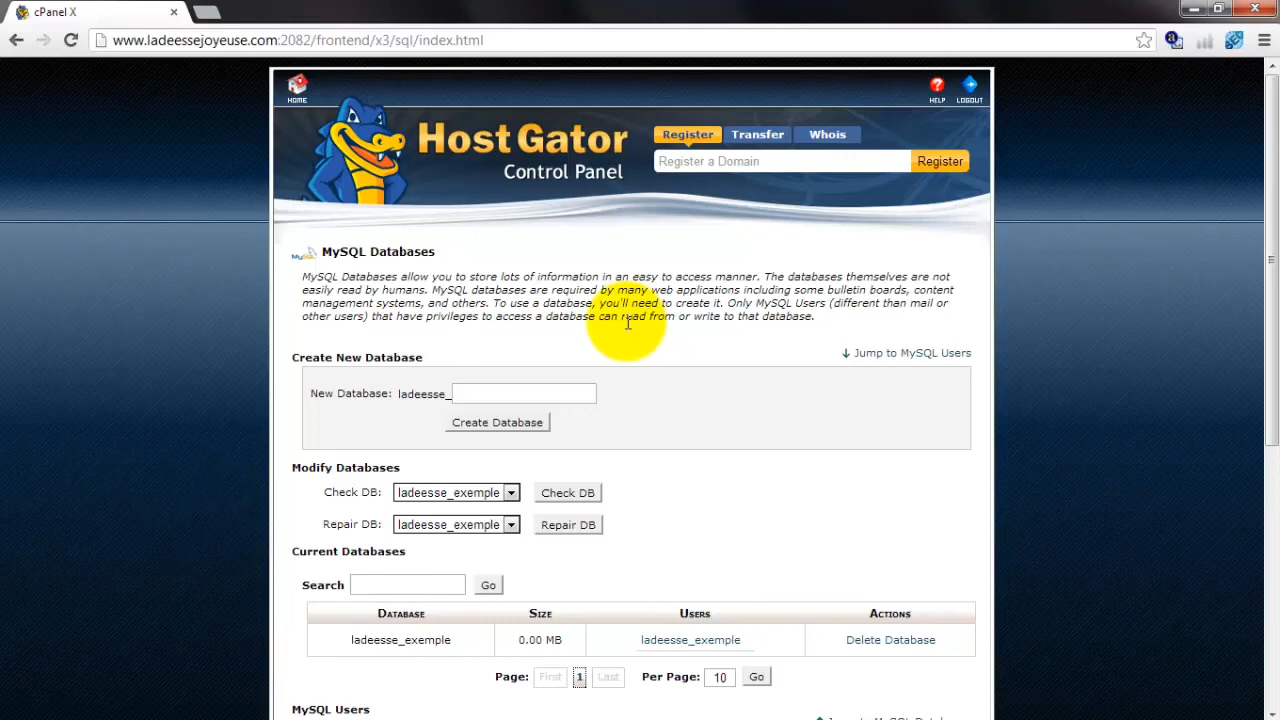 cPanel X
www.ladeessejoyeuse.com:2082/frontend/x3/sql/index.html
HOME
HELP LOGOUT
HostGator
Control Panel
Register Transfer Whois
Register a Domain Register
MySQL Databases
MySQL Databases allow you to store lots of information in an easy to access manner. The databases themselves are not
easily read by humans. MySQL databases are required by many web applications including some bulletin boards, content
management systems, and others. To use a database, you'll need to create it. Only MySQL Users (different than mail or
other users) that have privileges to access a database can read from or write to that database.
Create New Database
Jump to MySQL Users
New Database: ladeesse_
Create Database
Modify Databases
Check DB: ladeesse_exemple Check DB
Repair DB: ladeesse_exemple Repair DB
Current Databases
Search Go
DATABASE SIZE USERS ACTIONS
ladeesse_exemple 0.00 MB ladeesse_exemple Delete Database
Page: First 1 Last Per Page: 10 Go
MySQL Users